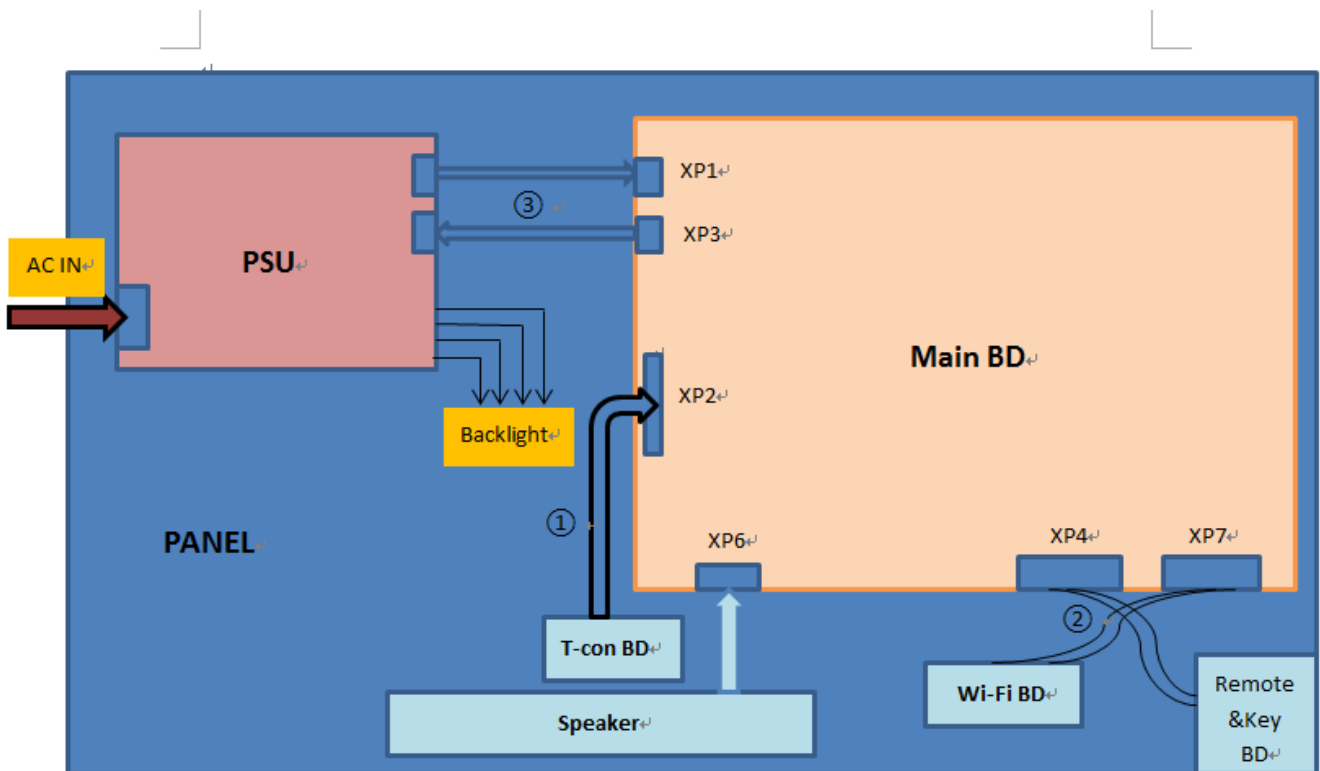 XP1
③
XP3
AC IN
PSU
Main BD
XP2
Backlight
①
PANEL
XP6
XP4
XP7
②
T-con BD
Wi-Fi BD
Remote
&Key
BD
Speaker